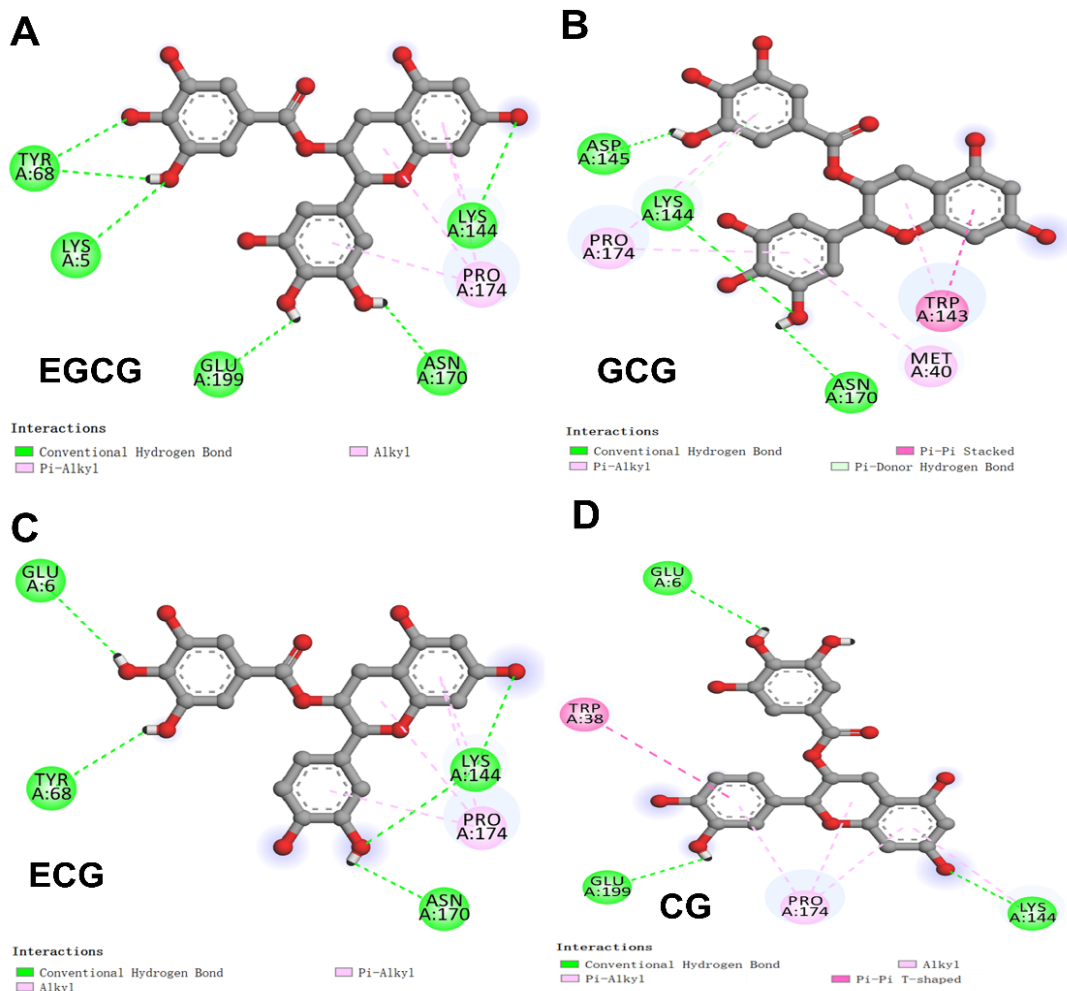 A
TYR
A:68
LYS
A:5
LYS
A:144
PRO
A:174
GLU
A:199
ASN
A:170
EGCG
Interactions
Conventional Hydrogen Bond
Alkyl
Pi-Alkyl
B
ASP
A:145
LYS
A:144
PRO
A:174
TRP
A:143
MET
A:40
ASN
A:170
GCG
Interactions
Conventional Hydrogen Bond
Pi-Pi Stacked
Pi-Alkyl
Pi-Donor Hydrogen Bond
C
GLU
A:6
TYR
A:68
LYS
A:144
PRO
A:174
ASN
A:170
ECG
Interactions
Conventional Hydrogen Bond
Pi-Alkyl
Alkyl
D
GLU
A:6
TRP
A:38
GLU
A:199
PRO
A:174
LYS
A:144
CG
Interactions
Conventional Hydrogen Bond
Alkyl
Pi-Alkyl
Pi-Pi T-shaped